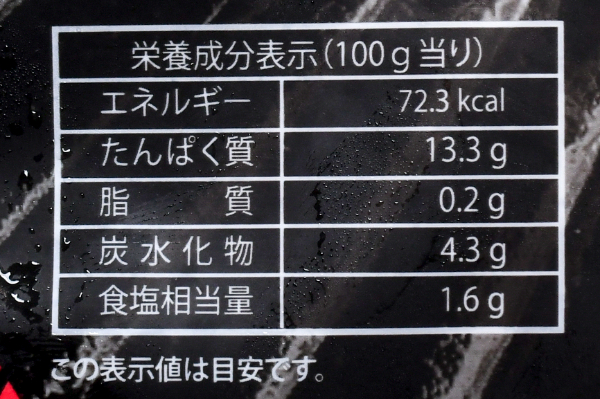 栄養成分表示(100g当り)
エネルギー 72.3 kcal
たんぱく質 13.3 g
脂質 0.2 g
炭水化物 4.3 g
食塩相当量 1.6 g
この表示値は目安です。